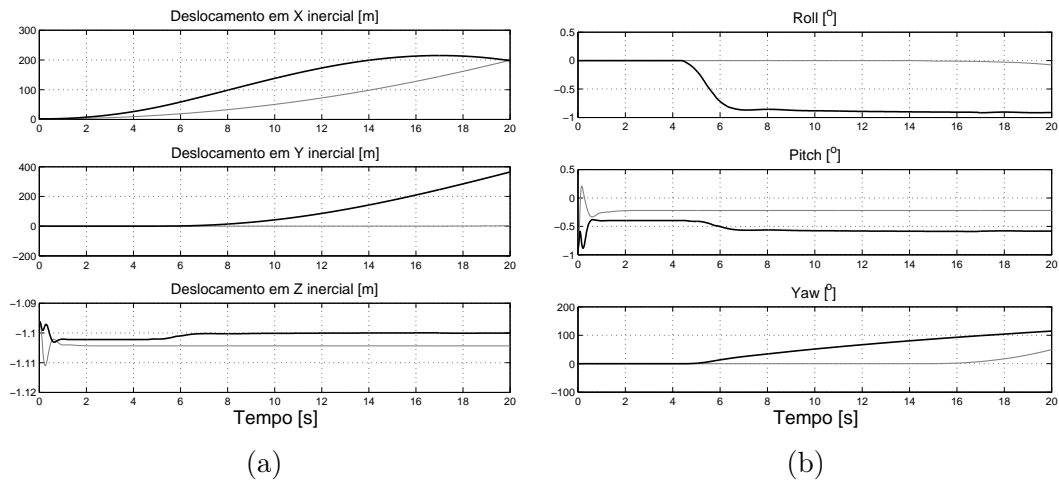 Deslocamento em X inercial [m]
300
200
100
0
0 2 4 6 8 10 12 14 16 18 20
Deslocamento em Y inercial [m]
400
200
0
−200
0 2 4 6 8 10 12 14 16 18 20
Deslocamento em Z inercial [m]
−1.09
−1.1
−1.11
−1.12
0 2 4 6 8 10 12 14 16 18 20
Tempo [s]
(a)
Roll [º]
0.5
0
−0.5
−1
0 2 4 6 8 10 12 14 16 18 20
Pitch [º]
0.5
0
−0.5
−1
0 2 4 6 8 10 12 14 16 18 20
Yaw [º]
200
100
0
−100
0 2 4 6 8 10 12 14 16 18 20
Tempo [s]
(b)